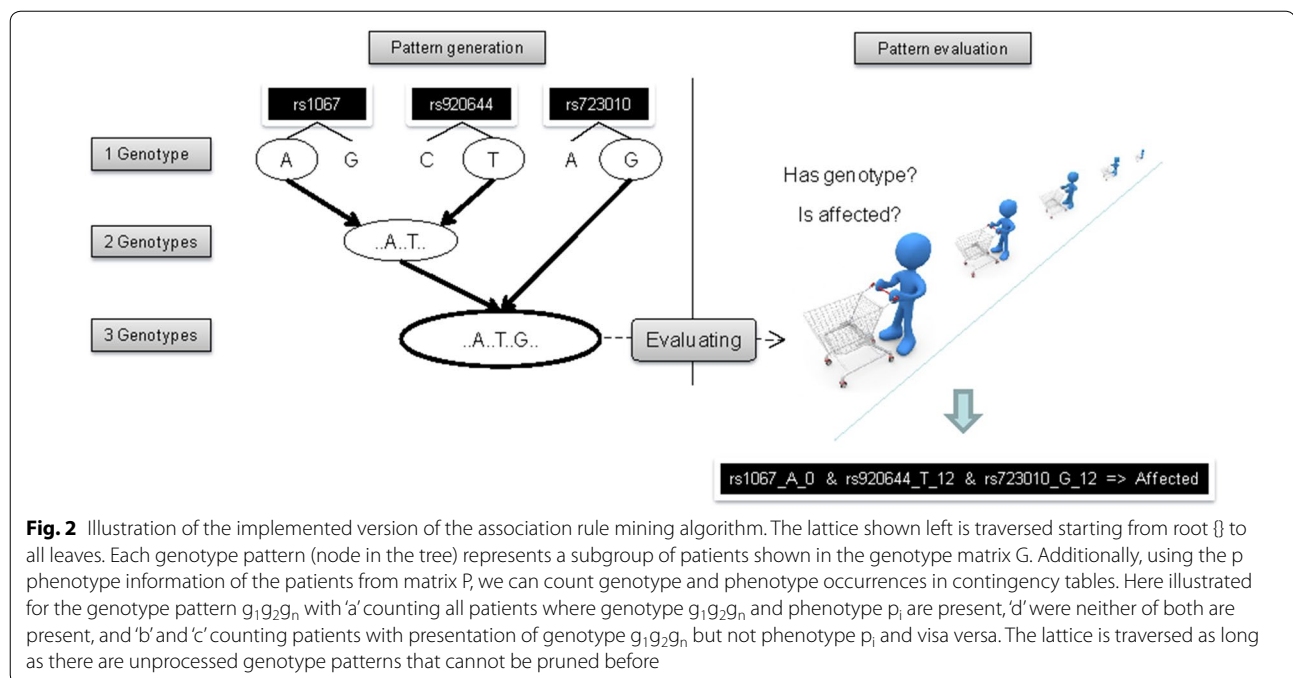 Pattern generation
Pattern evaluation
rs1067
rs920644
rs723010
1 Genotype
A
G
C
T
A
G
Has genotype?
Is affected?
2 Genotypes
..A..T..
3 Genotypes
..A..T..G..
Evaluating
rs1067_A_0 & rs920644_T_12 & rs723010_G_12 => Affected
Fig. 2 Illustration of the implemented version of the association rule mining algorithm. The lattice shown left is traversed starting from root {} to
all leaves. Each genotype pattern (node in the tree) represents a subgroup of patients shown in the genotype matrix G. Additionally, using the p
phenotype information of the patients from matrix P, we can count genotype and phenotype occurrences in contingency tables. Here illustrated
for the genotype pattern g₁g₂gₙ with ‘a’ counting all patients where genotype g₁g₂gₙ and phenotype pᵢ are present, ‘d’ were neither of both are
present, and ‘b’ and ‘c’ counting patients with presentation of genotype g₁g₂gₙ but not phenotype pᵢ and visa versa. The lattice is traversed as long
as there are unprocessed genotype patterns that cannot be pruned before